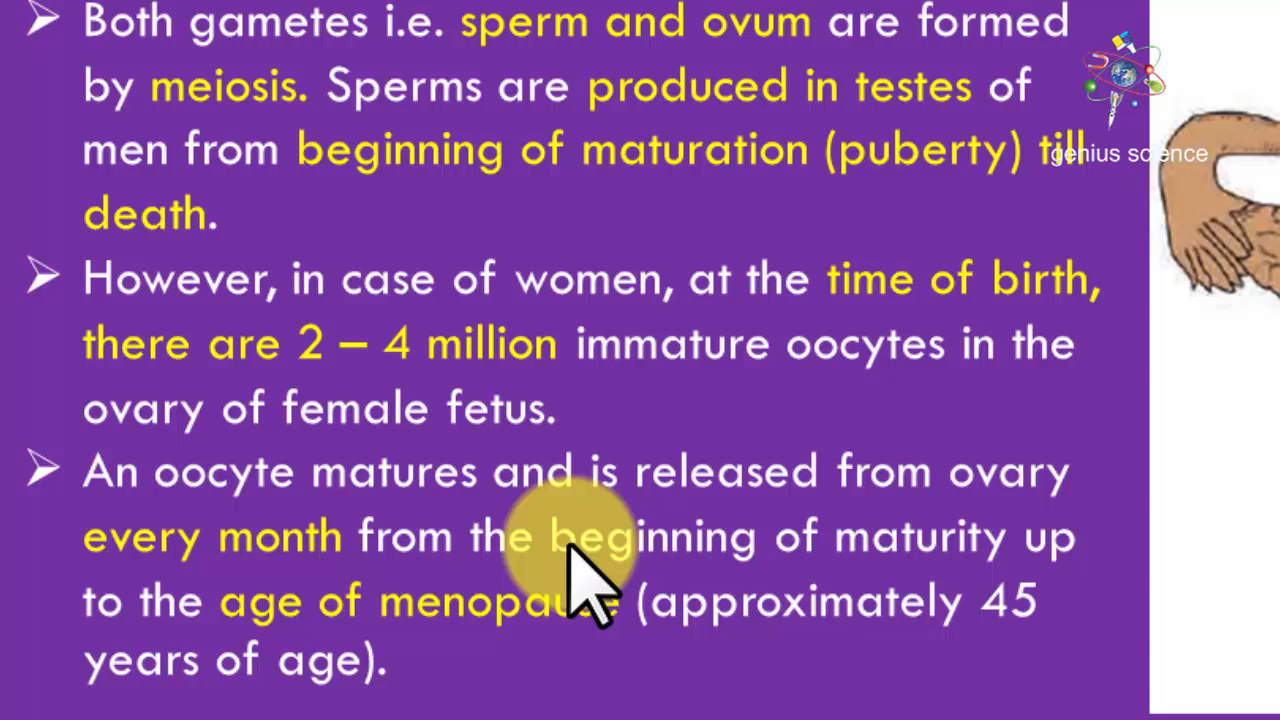 Both gametes i.e. sperm and ovum are formed
by meiosis. Sperms are produced in testes of
men from beginning of maturation (puberty) till
death.
However, in case of women, at the time of birth,
there are 2 – 4 million immature oocytes in the
ovary of female fetus.
An oocyte matures and is released from ovary
every month from the beginning of maturity up
to the age of menopause (approximately 45
years of age).
genius science